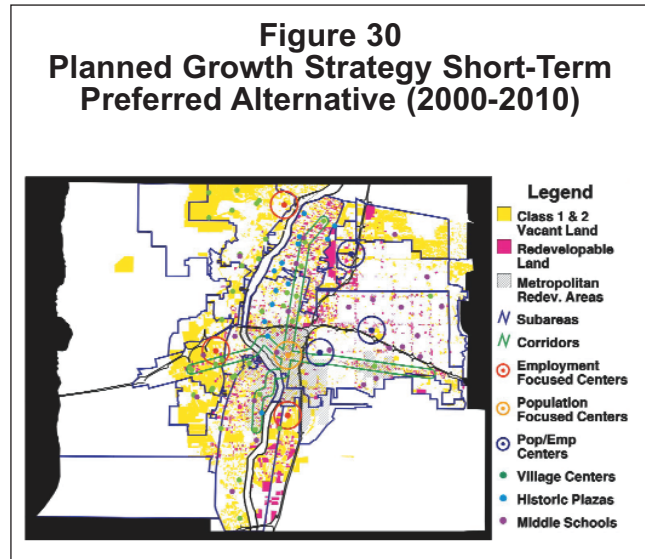 Figure 30
Planned Growth Strategy Short-Term
Preferred Alternative (2000-2010)
Legend
Class 1 & 2
Vacant Land
Redevelopable
Land
Metropolitan
Redev. Areas
Subareas
Corridors
Employment
Focused Centers
Population
Focused Centers
Pop/Emp
Centers
Village Centers
Historic Plazas
Middle Schools